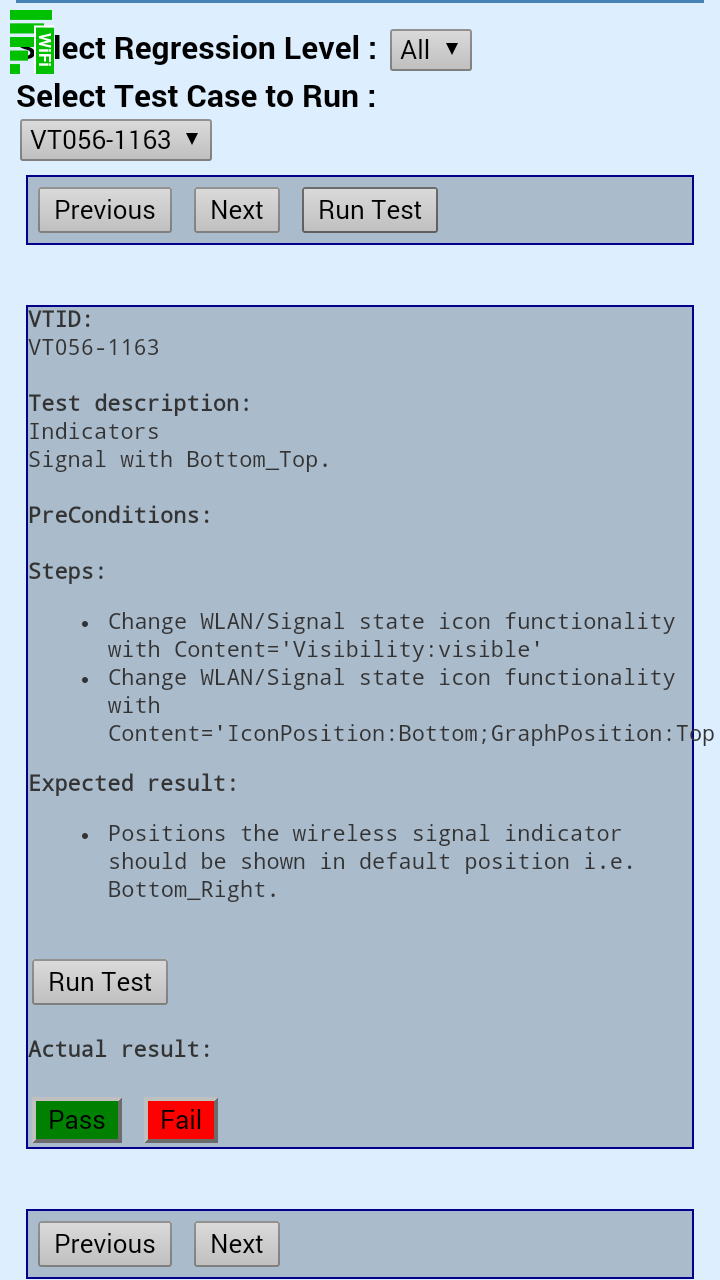 WiFi
Select Regression Level : All ▼
Select Test Case to Run :
VT056-1163 ▼
Previous Next Run Test
VTID:
VT056-1163
Test description:
Indicators
Signal with Bottom_Top.
PreConditions:
Steps:
• Change WLAN/Signal state icon functionality
with Content='Visibility:visible'
• Change WLAN/Signal state icon functionality
with
Content='IconPosition:Bottom;GraphPosition:Top
Expected result:
• Positions the wireless signal indicator
should be shown in default position i.e.
Bottom_Right.
Run Test
Actual result:
Pass Fail
Previous Next